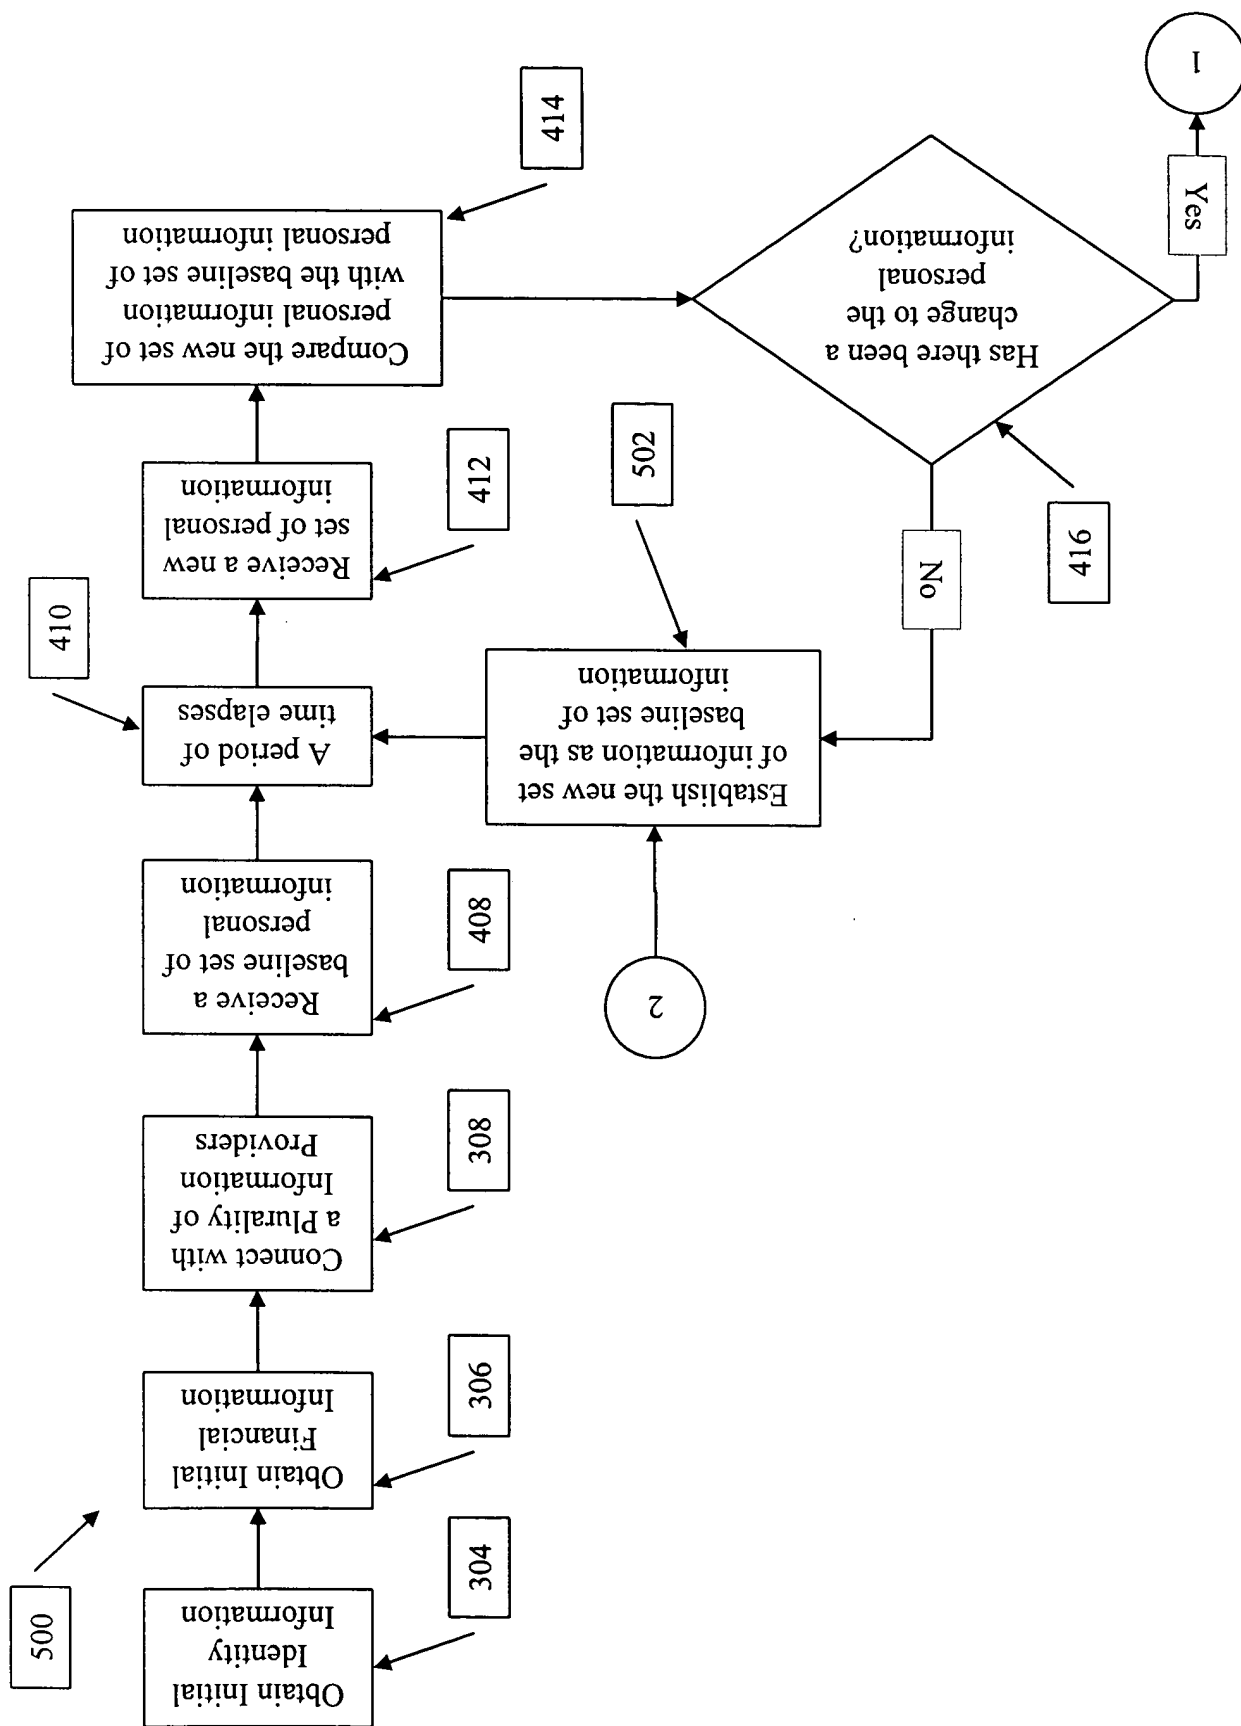 500
Obtain Initial
Identity
Information
304
Obtain Initial
Financial
Information
306
Connect with
a Plurality of
Information
Providers
308
Receive a
baseline set of
personal
information
408
A period of
time elapses
410
Receive a new
set of personal
information
412
Compare the new set of
personal information
with the baseline set of
personal information
414
Has there been a
change to the
personal
information?
416
Yes
1
No
Establish the new set
of information as the
baseline set of
information
502
2